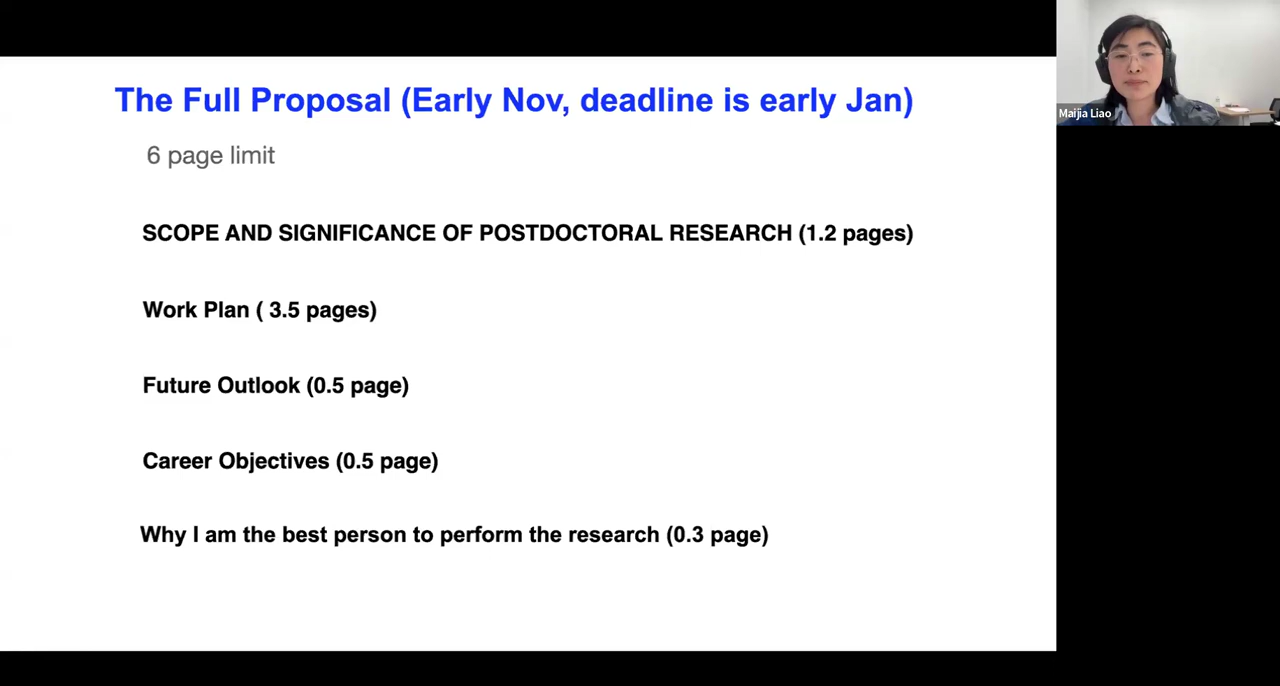 The Full Proposal (Early Nov, deadline is early Jan)
6 page limit
SCOPE AND SIGNIFICANCE OF POSTDOCTORAL RESEARCH (1.2 pages)
Work Plan ( 3.5 pages)
Future Outlook (0.5 page)
Career Objectives (0.5 page)
Why I am the best person to perform the research (0.3 page)
Maijia Liao